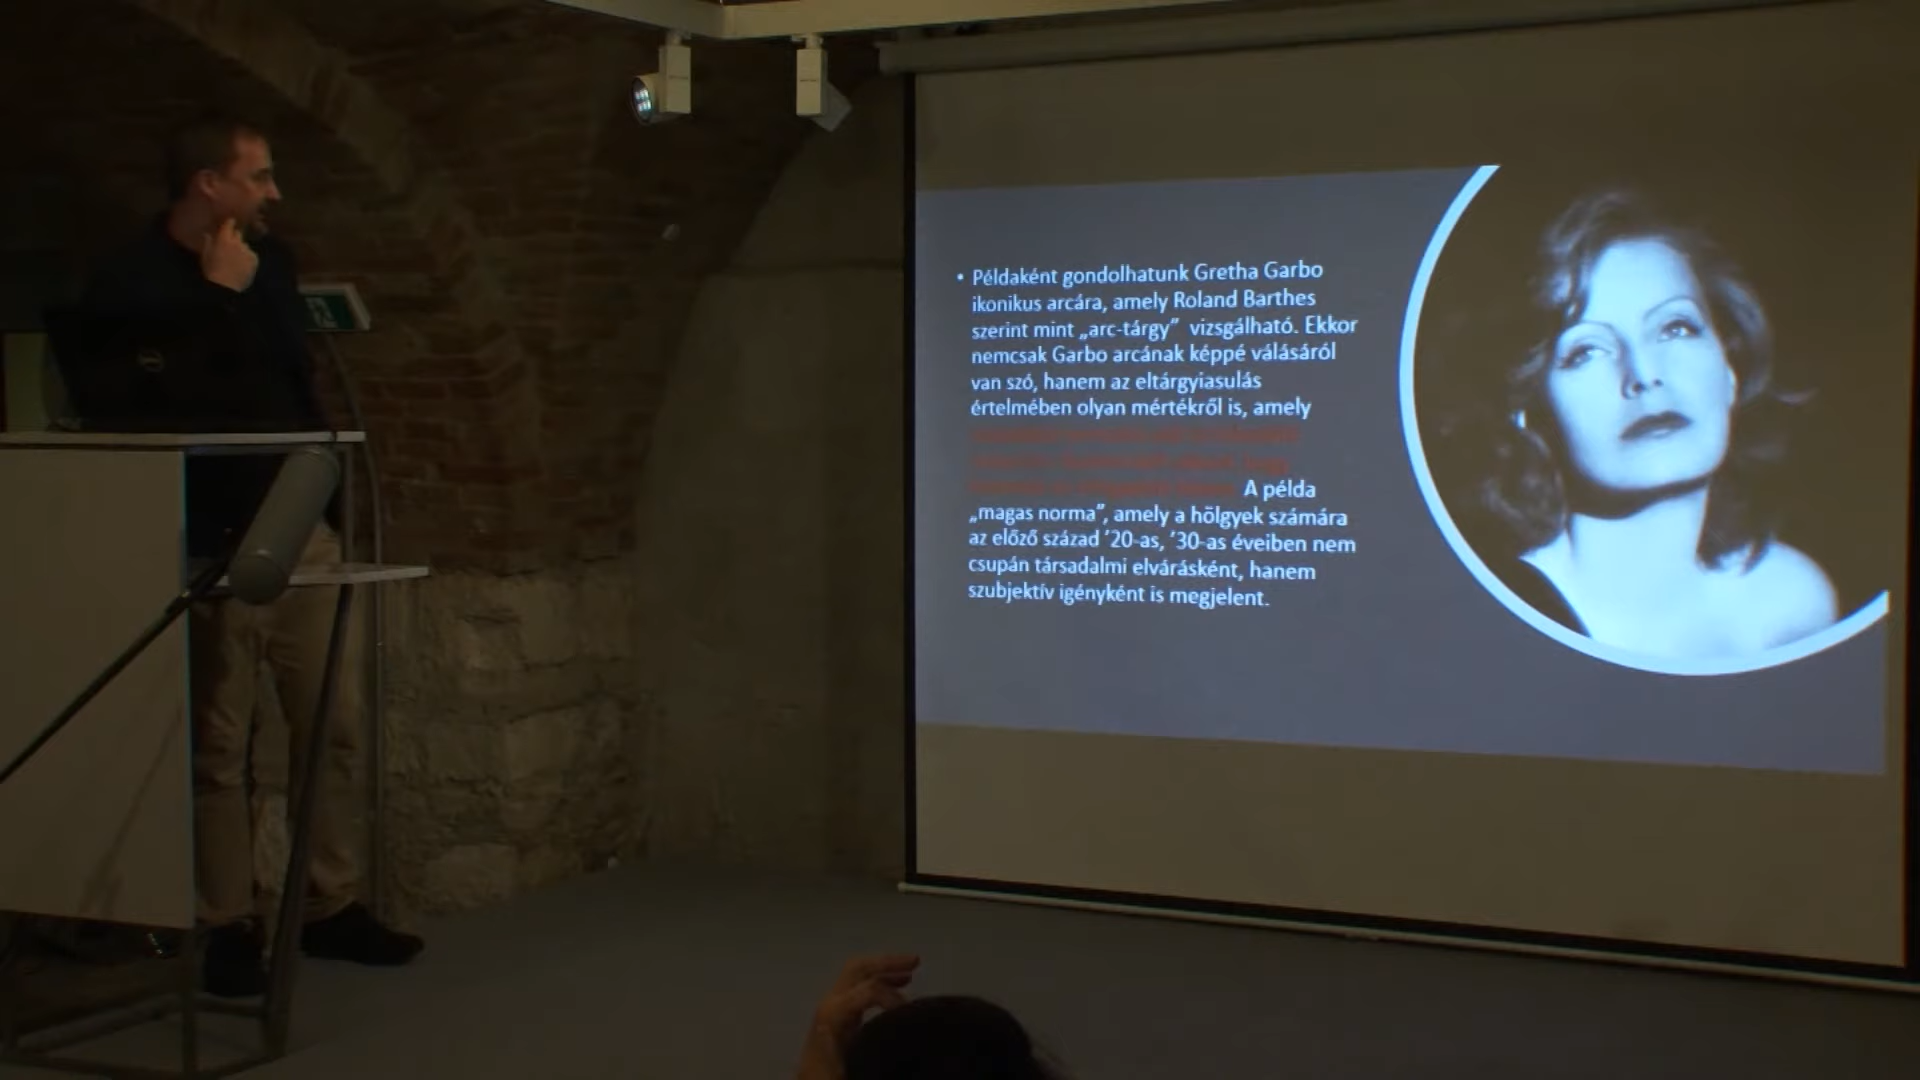 • Példaként gondolhatunk Gretha Garbo
ikonikus arcára, amely Roland Barthes
szerint mint „arc-tárgy” vizsgálható. Ekkor
nemcsak Garbo arcának képpé válásáról
van szó, hanem az eltárgyiasulás
értelmében olyan mértékről is, amely
A példa
„magas norma”, amely a hölgyek számára
az előző század ’20-as, ’30-as éveiben nem
csupán társadalmi elvárásként, hanem
szubjektív igényként is megjelent.